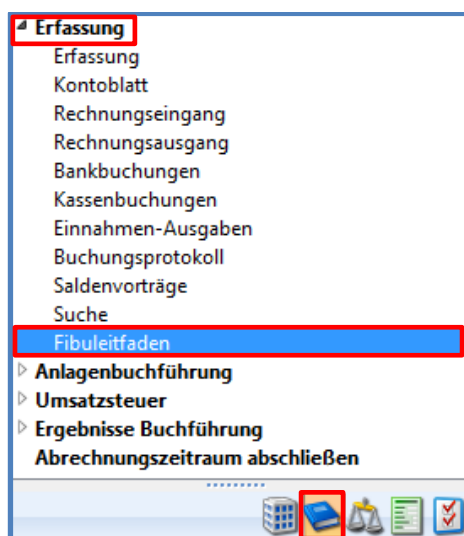 Erfassung
Erfassung
Kontoblatt
Rechnungseingang
Rechnungsausgang
Bankbuchungen
Kassenbuchungen
Einnahmen-Ausgaben
Buchungsprotokoll
Saldenvorträge
Suche
Fibuleitfaden
Anlagenbuchführung
Umsatzsteuer
Ergebnisse Buchführung
Abrechnungszeitraum abschließen